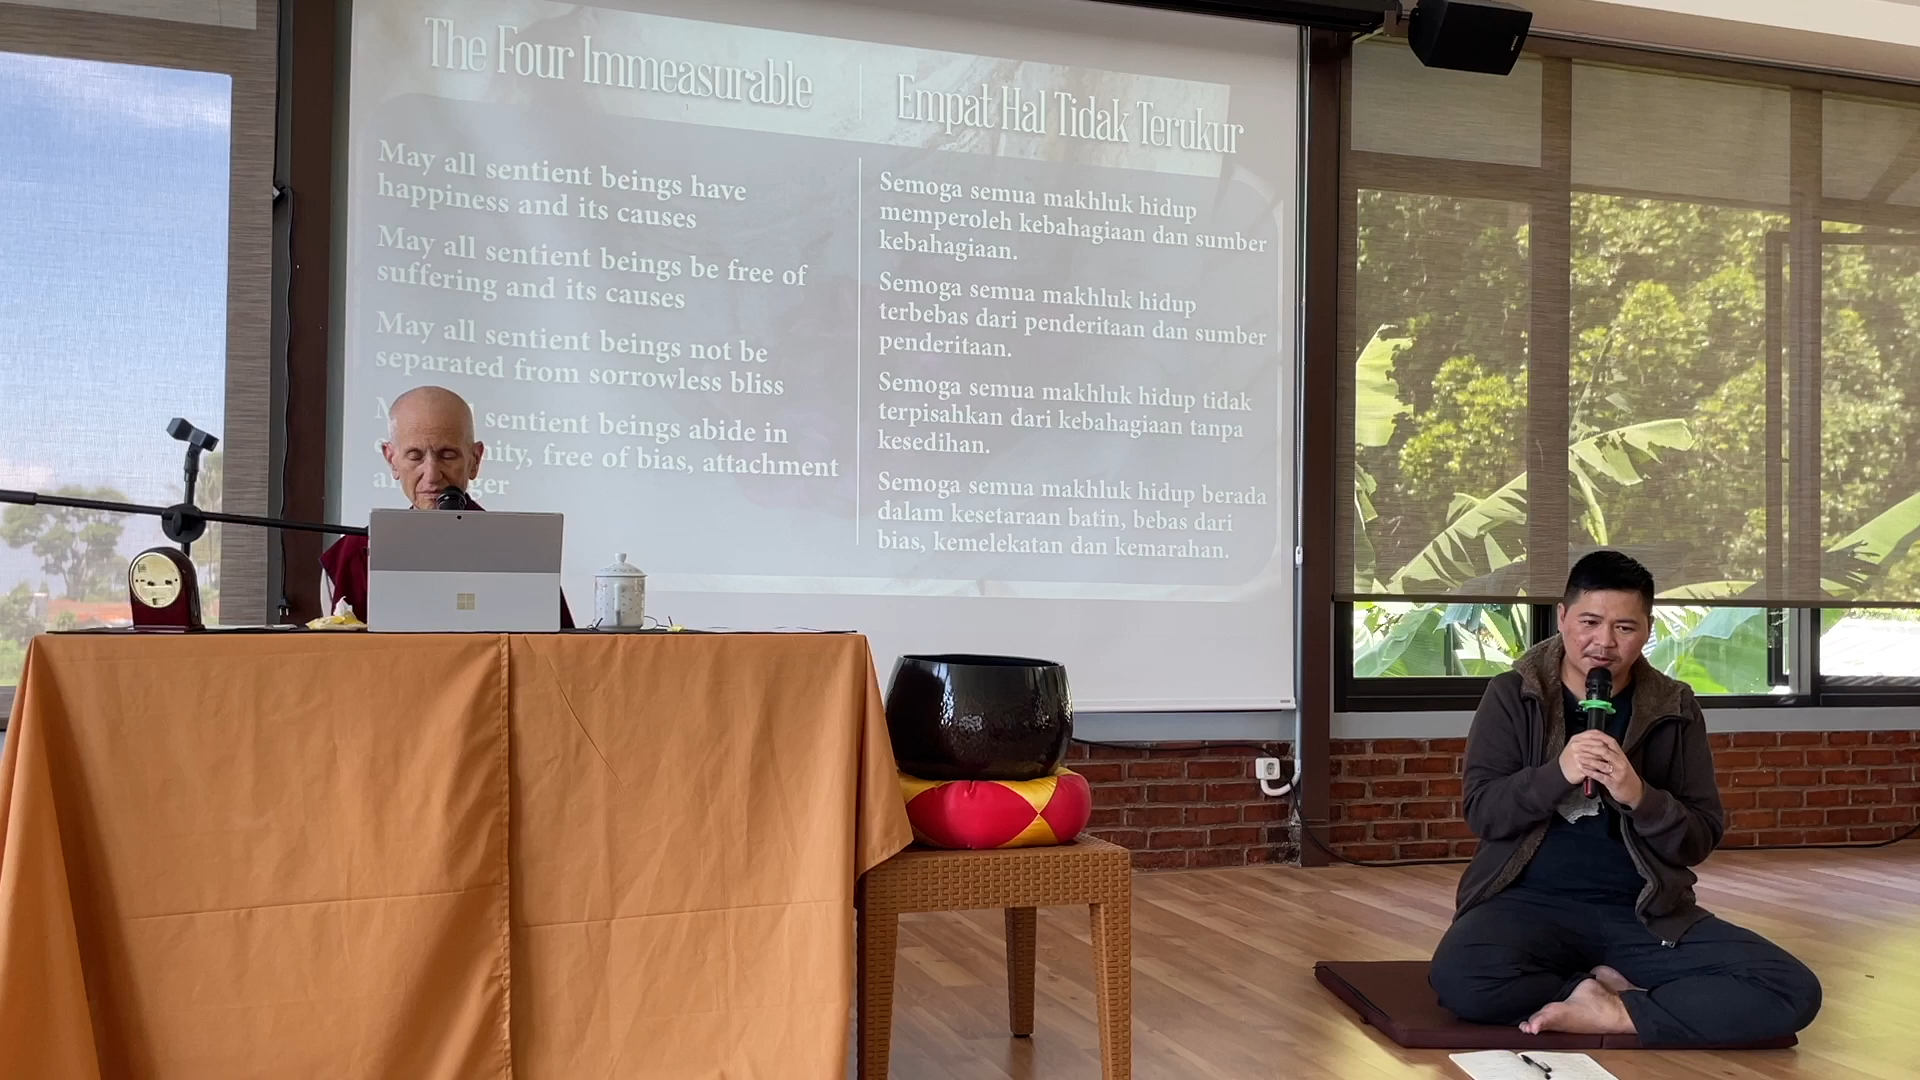 The Four Immeasurable
May all sentient beings have
happiness and its causes
May all sentient beings be free of
suffering and its causes
May all sentient beings not be
separated from sorrowless bliss
sentient beings abide in
free of bias, attachment
Empat Hal Tidak Terukur
Semoga semua makhluk hidup
memperoleh kebahagiaan dan sumber
kebahagiaan.
Semoga semua makhluk hidup
terbebas dari penderitaan dan sumber
penderitaan.
Semoga semua makhluk hidup tidak
terpisahkan dari kebahagiaan tanpa
kesedihan.
Semoga semua makhluk hidup berada
dalam kesetaraan batin, bebas dari
bias, kemelekatan dan kemarahan.